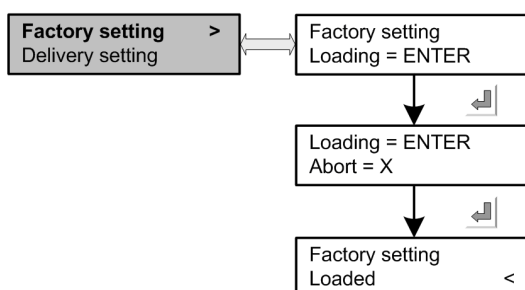 Factory setting >
Delivery setting
Factory setting
Loading = ENTER
Loading = ENTER
Abort = X
Factory setting
Loaded <